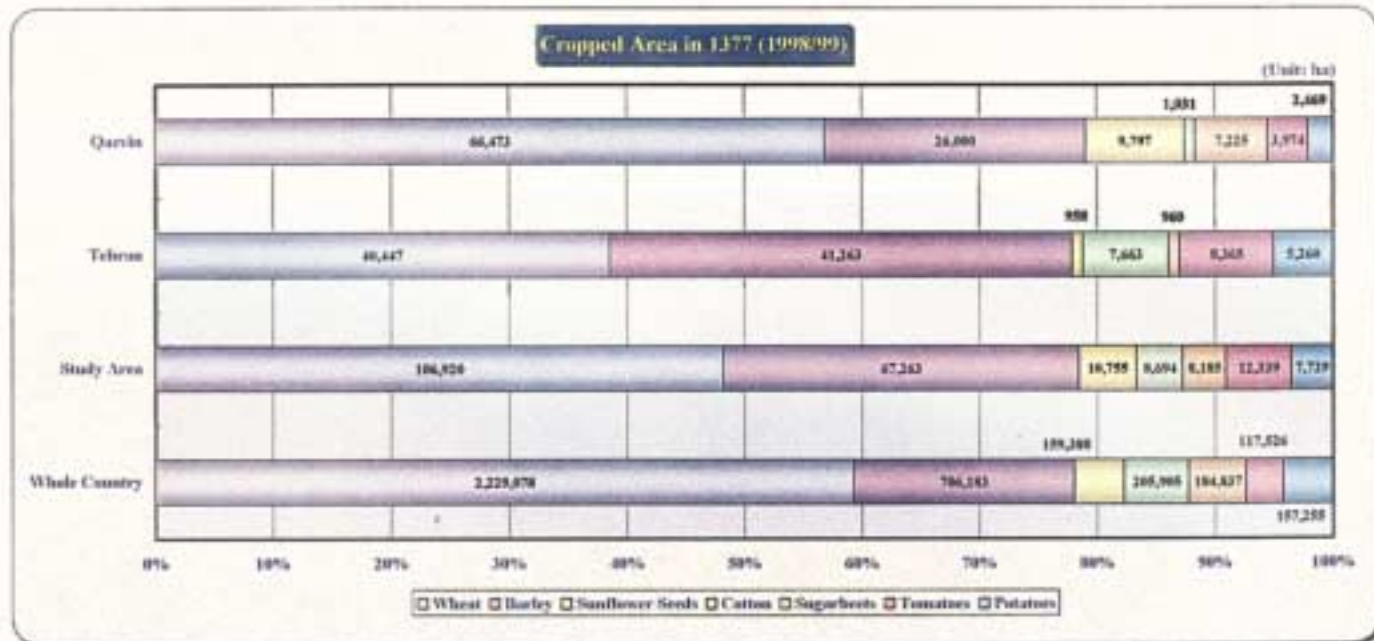 Cropped Area in 1377 (1998/99)
(Unit: ha)
1,031 2,469
Qazvin 66,473 26,000 9,797 7,225 3,974
958 960
Tehran 40,447 41,263 7,663 8,365 5,260
Study Area 106,920 67,263 10,755 8,694 8,185 12,339 7,729
159,388 117,526
Whole Country 2,229,078 706,183 205,905 184,837
157,255
0% 10% 20% 30% 40% 50% 60% 70% 80% 90% 100%
Wheat Barley Sunflower Seeds Cotton Sugarbeets Tomatoes Potatoes